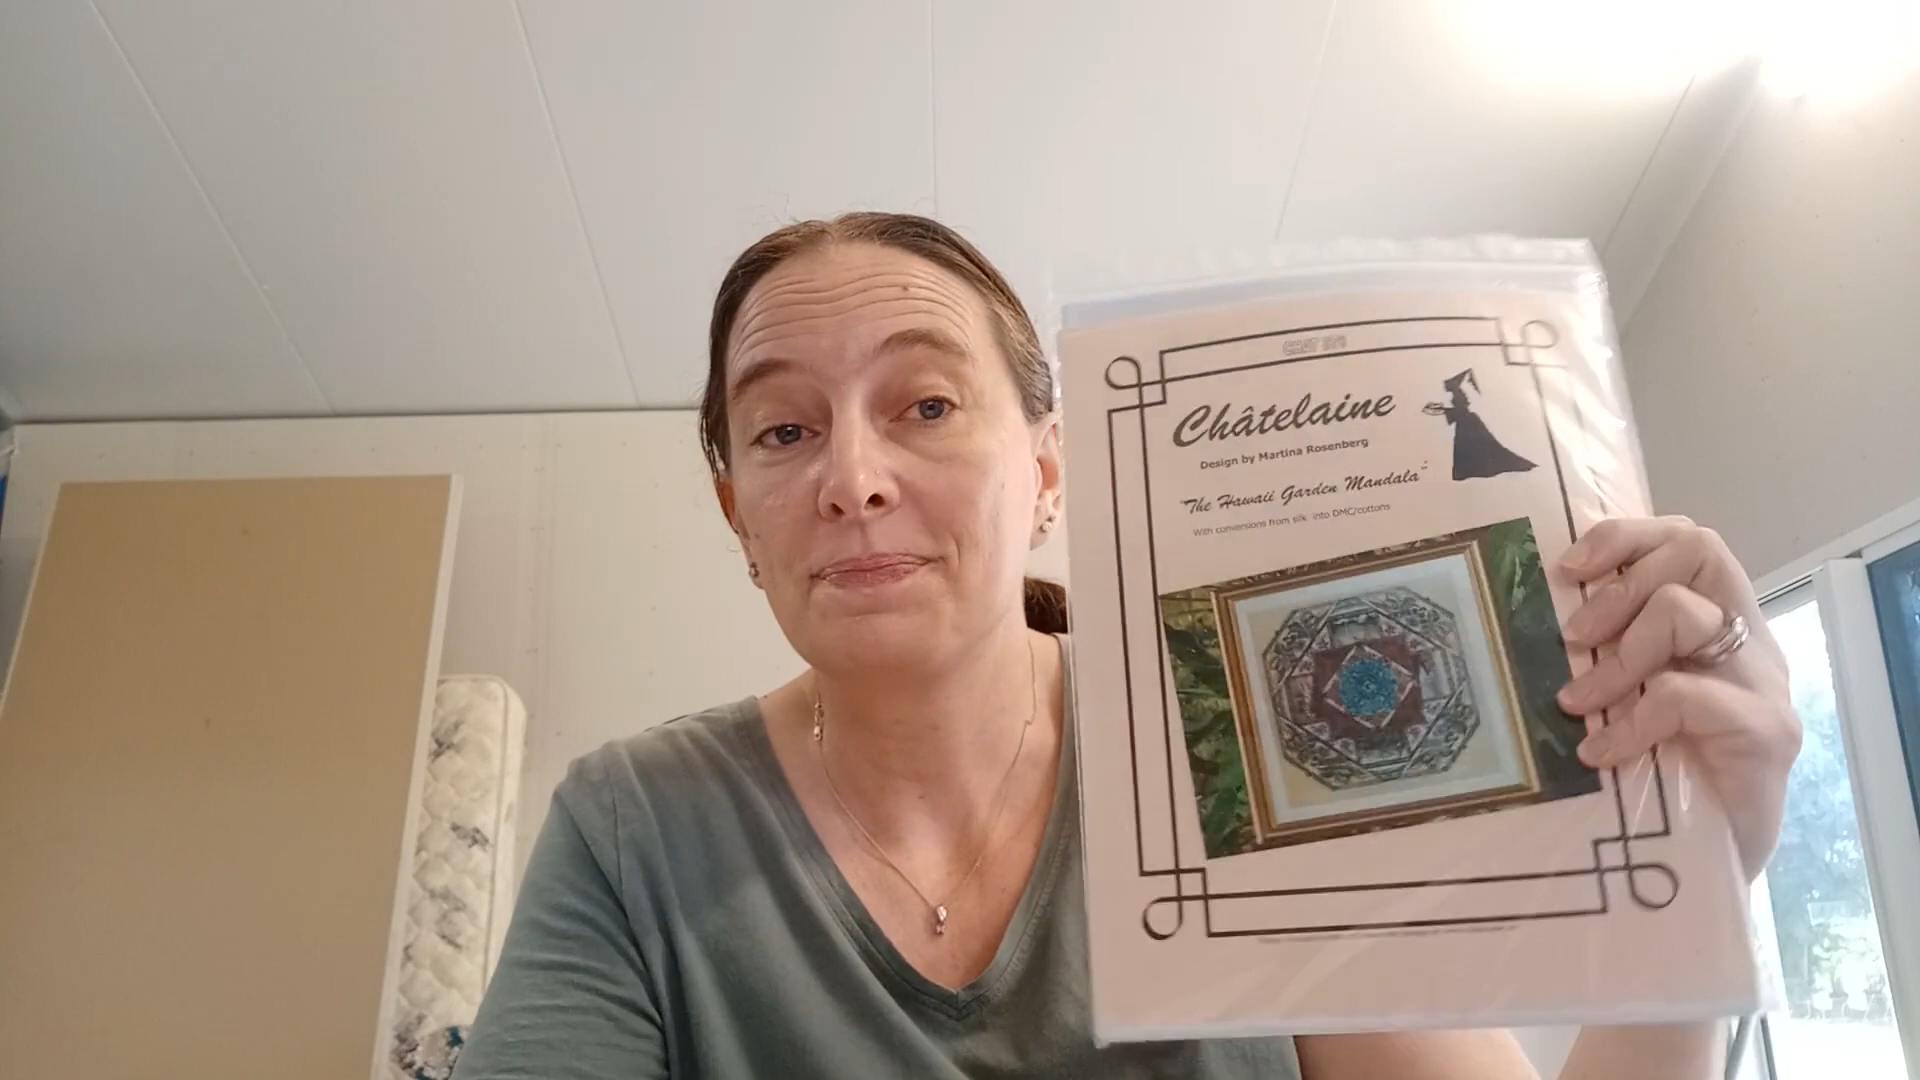 Châtelaine
Design by Martina Rosenberg
"The Hawaii Garden Mandala"
With conversions from silk into DMC/cottons